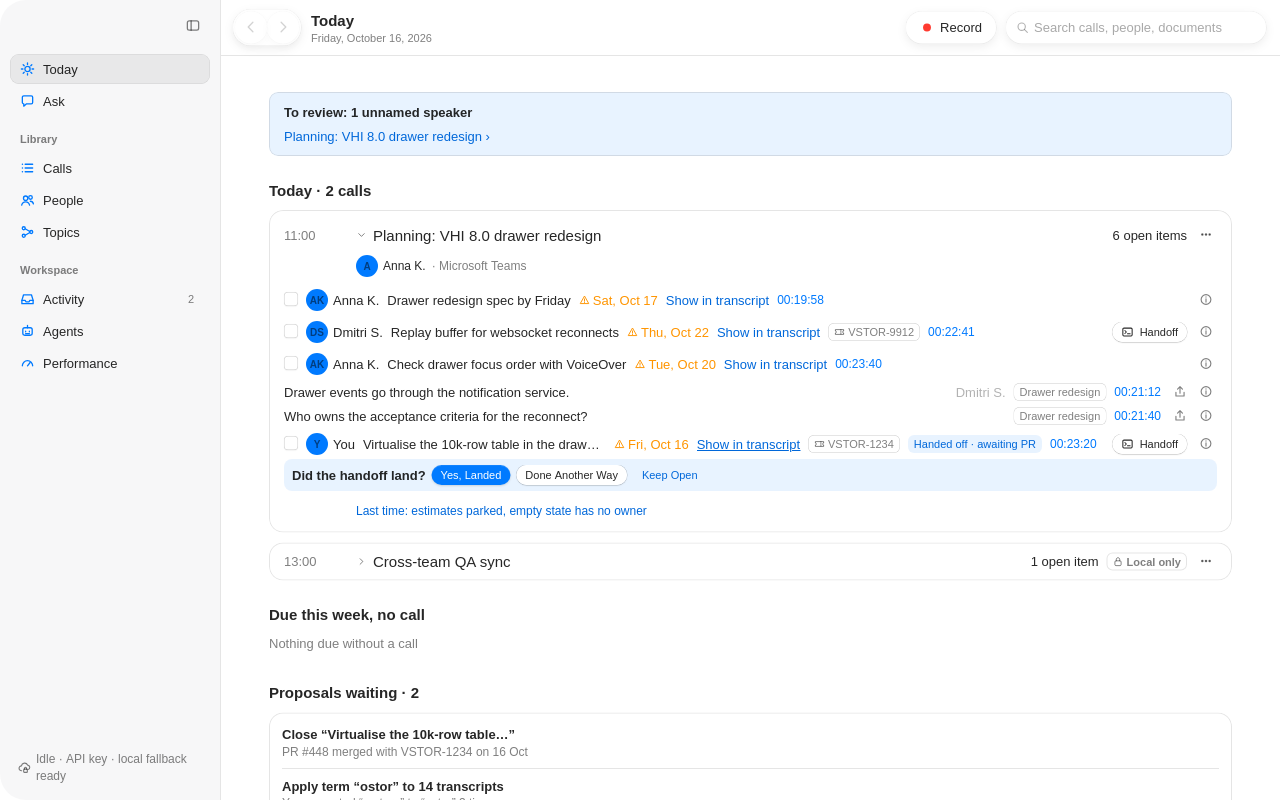 Today
Friday, October 16, 2026
Record
Search calls, people, documents
Today
Ask
Library
Calls
People
Topics
Workspace
Activity 2
Agents
Performance
Idle · API key · local fallback
ready
To review: 1 unnamed speaker
Planning: VHI 8.0 drawer redesign ›
Today · 2 calls
11:00 Planning: VHI 8.0 drawer redesign 6 open items
A Anna K. · Microsoft Teams
AK Anna K. Drawer redesign spec by Friday Sat, Oct 17 Show in transcript 00:19:58
DS Dmitri S. Replay buffer for websocket reconnects Thu, Oct 22 Show in transcript VSTOR-9912 00:22:41 Handoff
AK Anna K. Check drawer focus order with VoiceOver Tue, Oct 20 Show in transcript 00:23:40
Drawer events go through the notification service. Dmitri S. Drawer redesign 00:21:12
Who owns the acceptance criteria for the reconnect? Drawer redesign 00:21:40
Y You Virtualise the 10k-row table in the draw… Fri, Oct 16 Show in transcript VSTOR-1234 Handed off · awaiting PR 00:23:20 Handoff
Did the handoff land? Yes, Landed Done Another Way Keep Open
Last time: estimates parked, empty state has no owner
13:00 Cross-team QA sync 1 open item Local only
Due this week, no call
Nothing due without a call
Proposals waiting · 2
Close “Virtualise the 10k-row table…”
PR #448 merged with VSTOR-1234 on 16 Oct
Apply term “ostor” to 14 transcripts